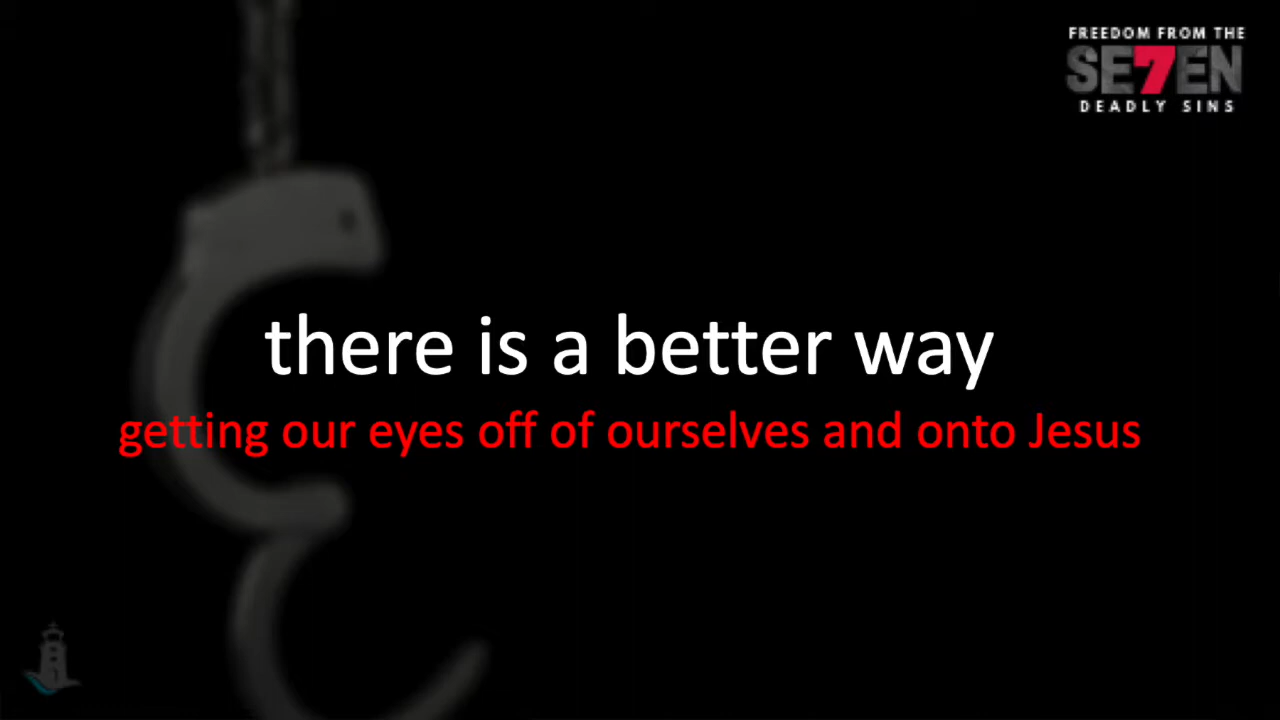 FREEDOM FROM THE
SE7EN
DEADLY SINS
there is a better way
getting our eyes off of ourselves and onto Jesus